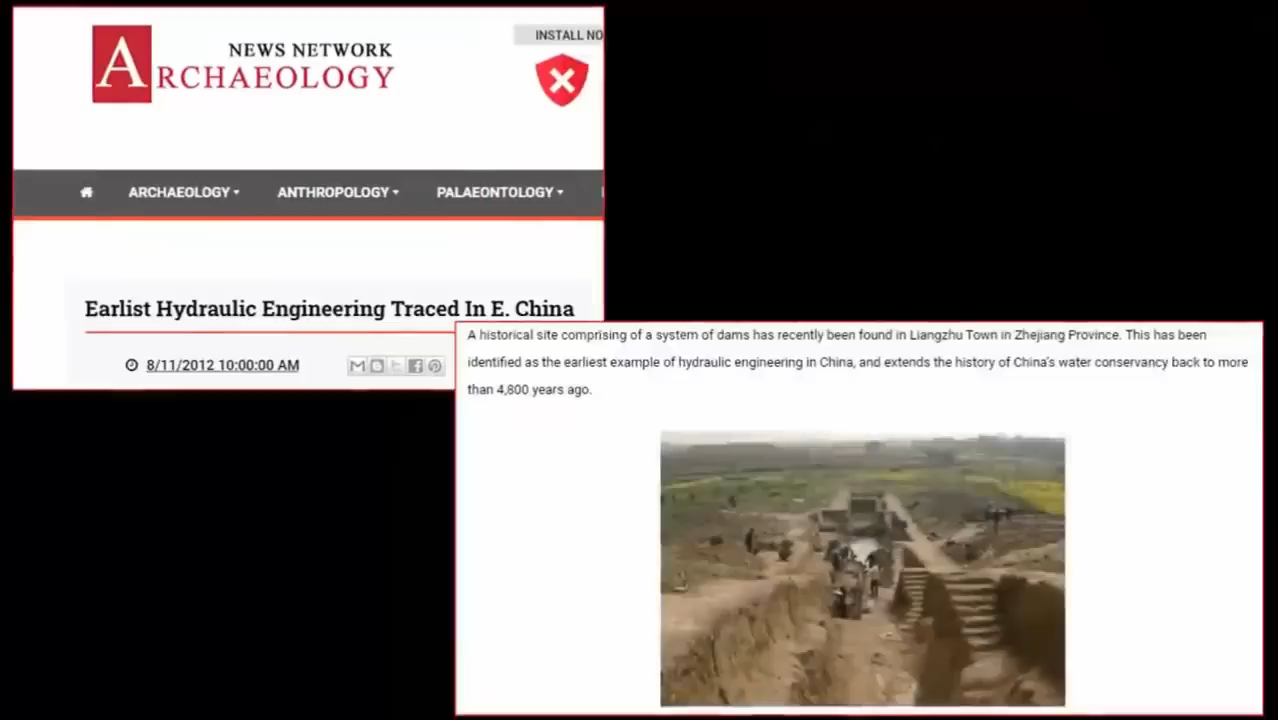 NEWS NETWORK
ARCHAEOLOGY
INSTALL NO
ARCHAEOLOGY
ANTHROPOLOGY
PALAEONTOLOGY
Earlist Hydraulic Engineering Traced In E. China
8/11/2012 10:00:00 AM
A historical site comprising of a system of dams has recently been found in Liangzhu Town in Zhejiang Province. This has been
identified as the earliest example of hydraulic engineering in China, and extends the history of China's water conservancy back to more
than 4,800 years ago.